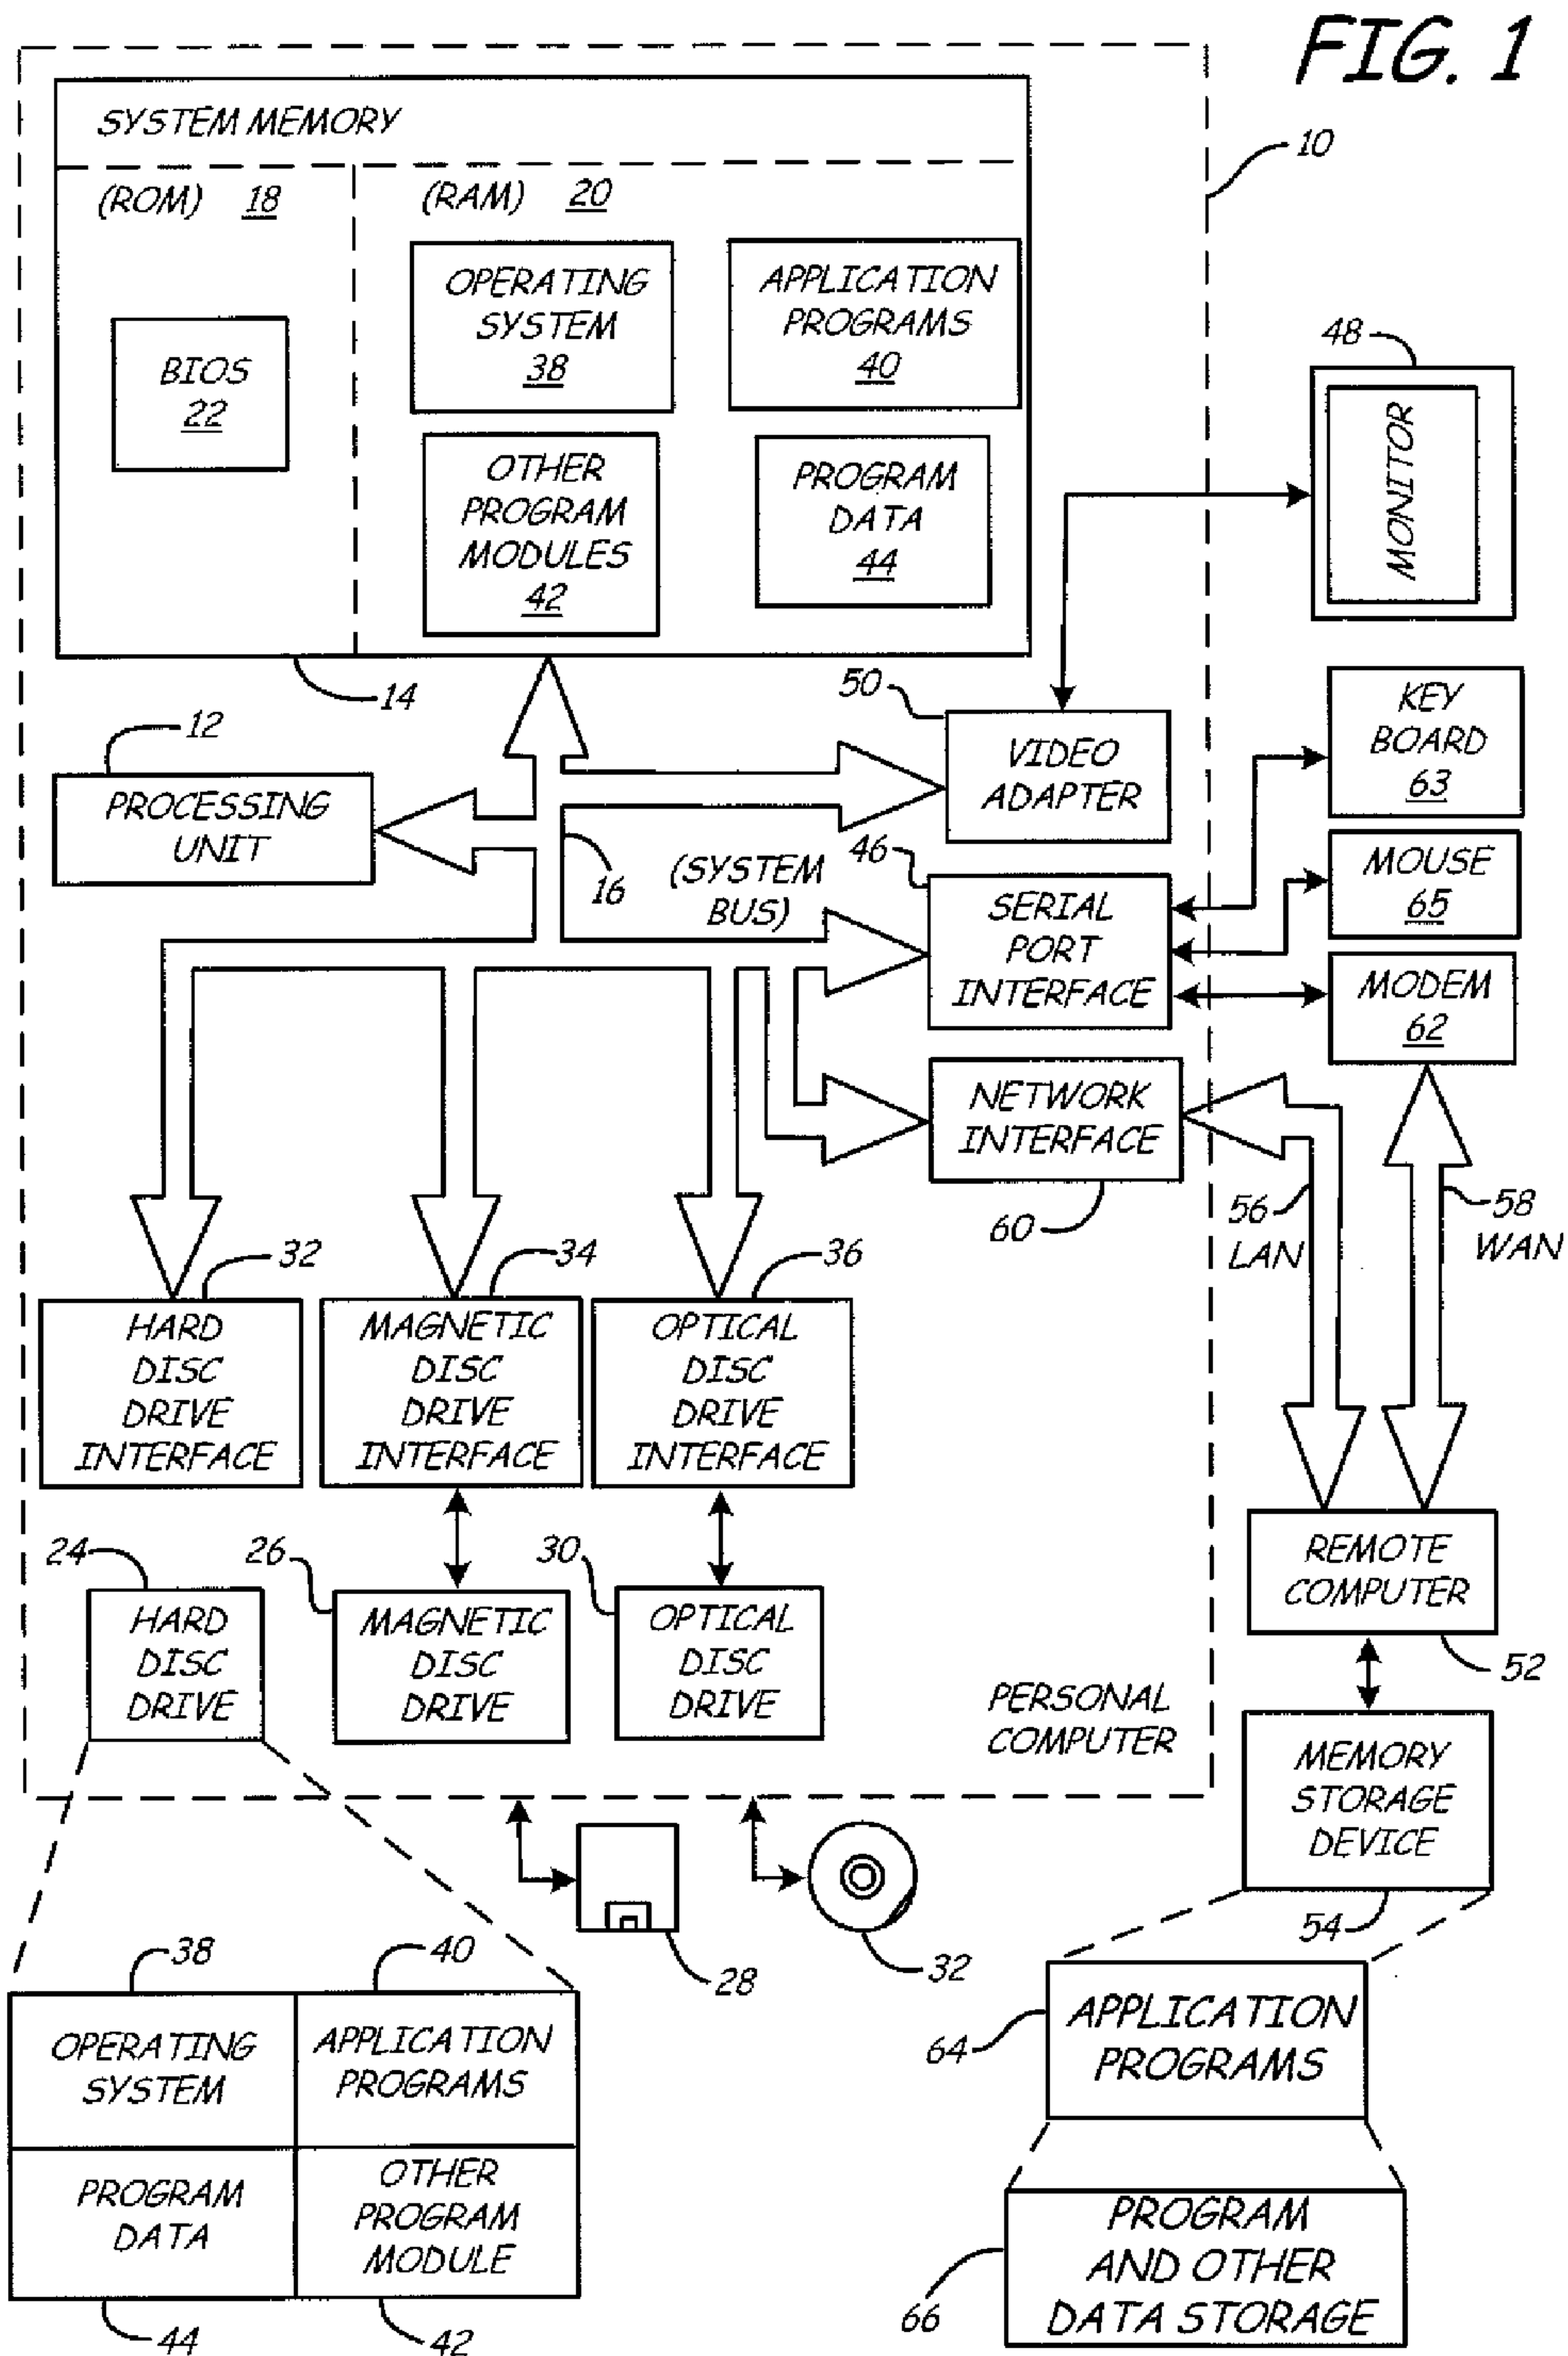 FIG. 1
10
SYSTEM MEMORY
(ROM) 18
(RAM) 20
BIOS
22
OPERATING
SYSTEM
38
APPLICATION
PROGRAMS
40
OTHER
PROGRAM
MODULES
42
PROGRAM
DATA
44
48
MONITOR
14
12
PROCESSING
UNIT
50
VIDEO
ADAPTER
KEY
BOARD
63
16
(SYSTEM
BUS)
46
SERIAL
PORT
INTERFACE
MOUSE
65
MODEM
62
NETWORK
INTERFACE
60
56
LAN
58
WAN
32
HARD
DISC
DRIVE
INTERFACE
34
MAGNETIC
DISC
DRIVE
INTERFACE
36
OPTICAL
DISC
DRIVE
INTERFACE
24
HARD
DISC
DRIVE
26
MAGNETIC
DISC
DRIVE
30
OPTICAL
DISC
DRIVE
PERSONAL
COMPUTER
REMOTE
COMPUTER
52
MEMORY
STORAGE
DEVICE
54
28
32
38
OPERATING
SYSTEM
40
APPLICATION
PROGRAMS
PROGRAM
DATA
44
OTHER
PROGRAM
MODULE
42
64
APPLICATION
PROGRAMS
66
PROGRAM
AND OTHER
DATA STORAGE